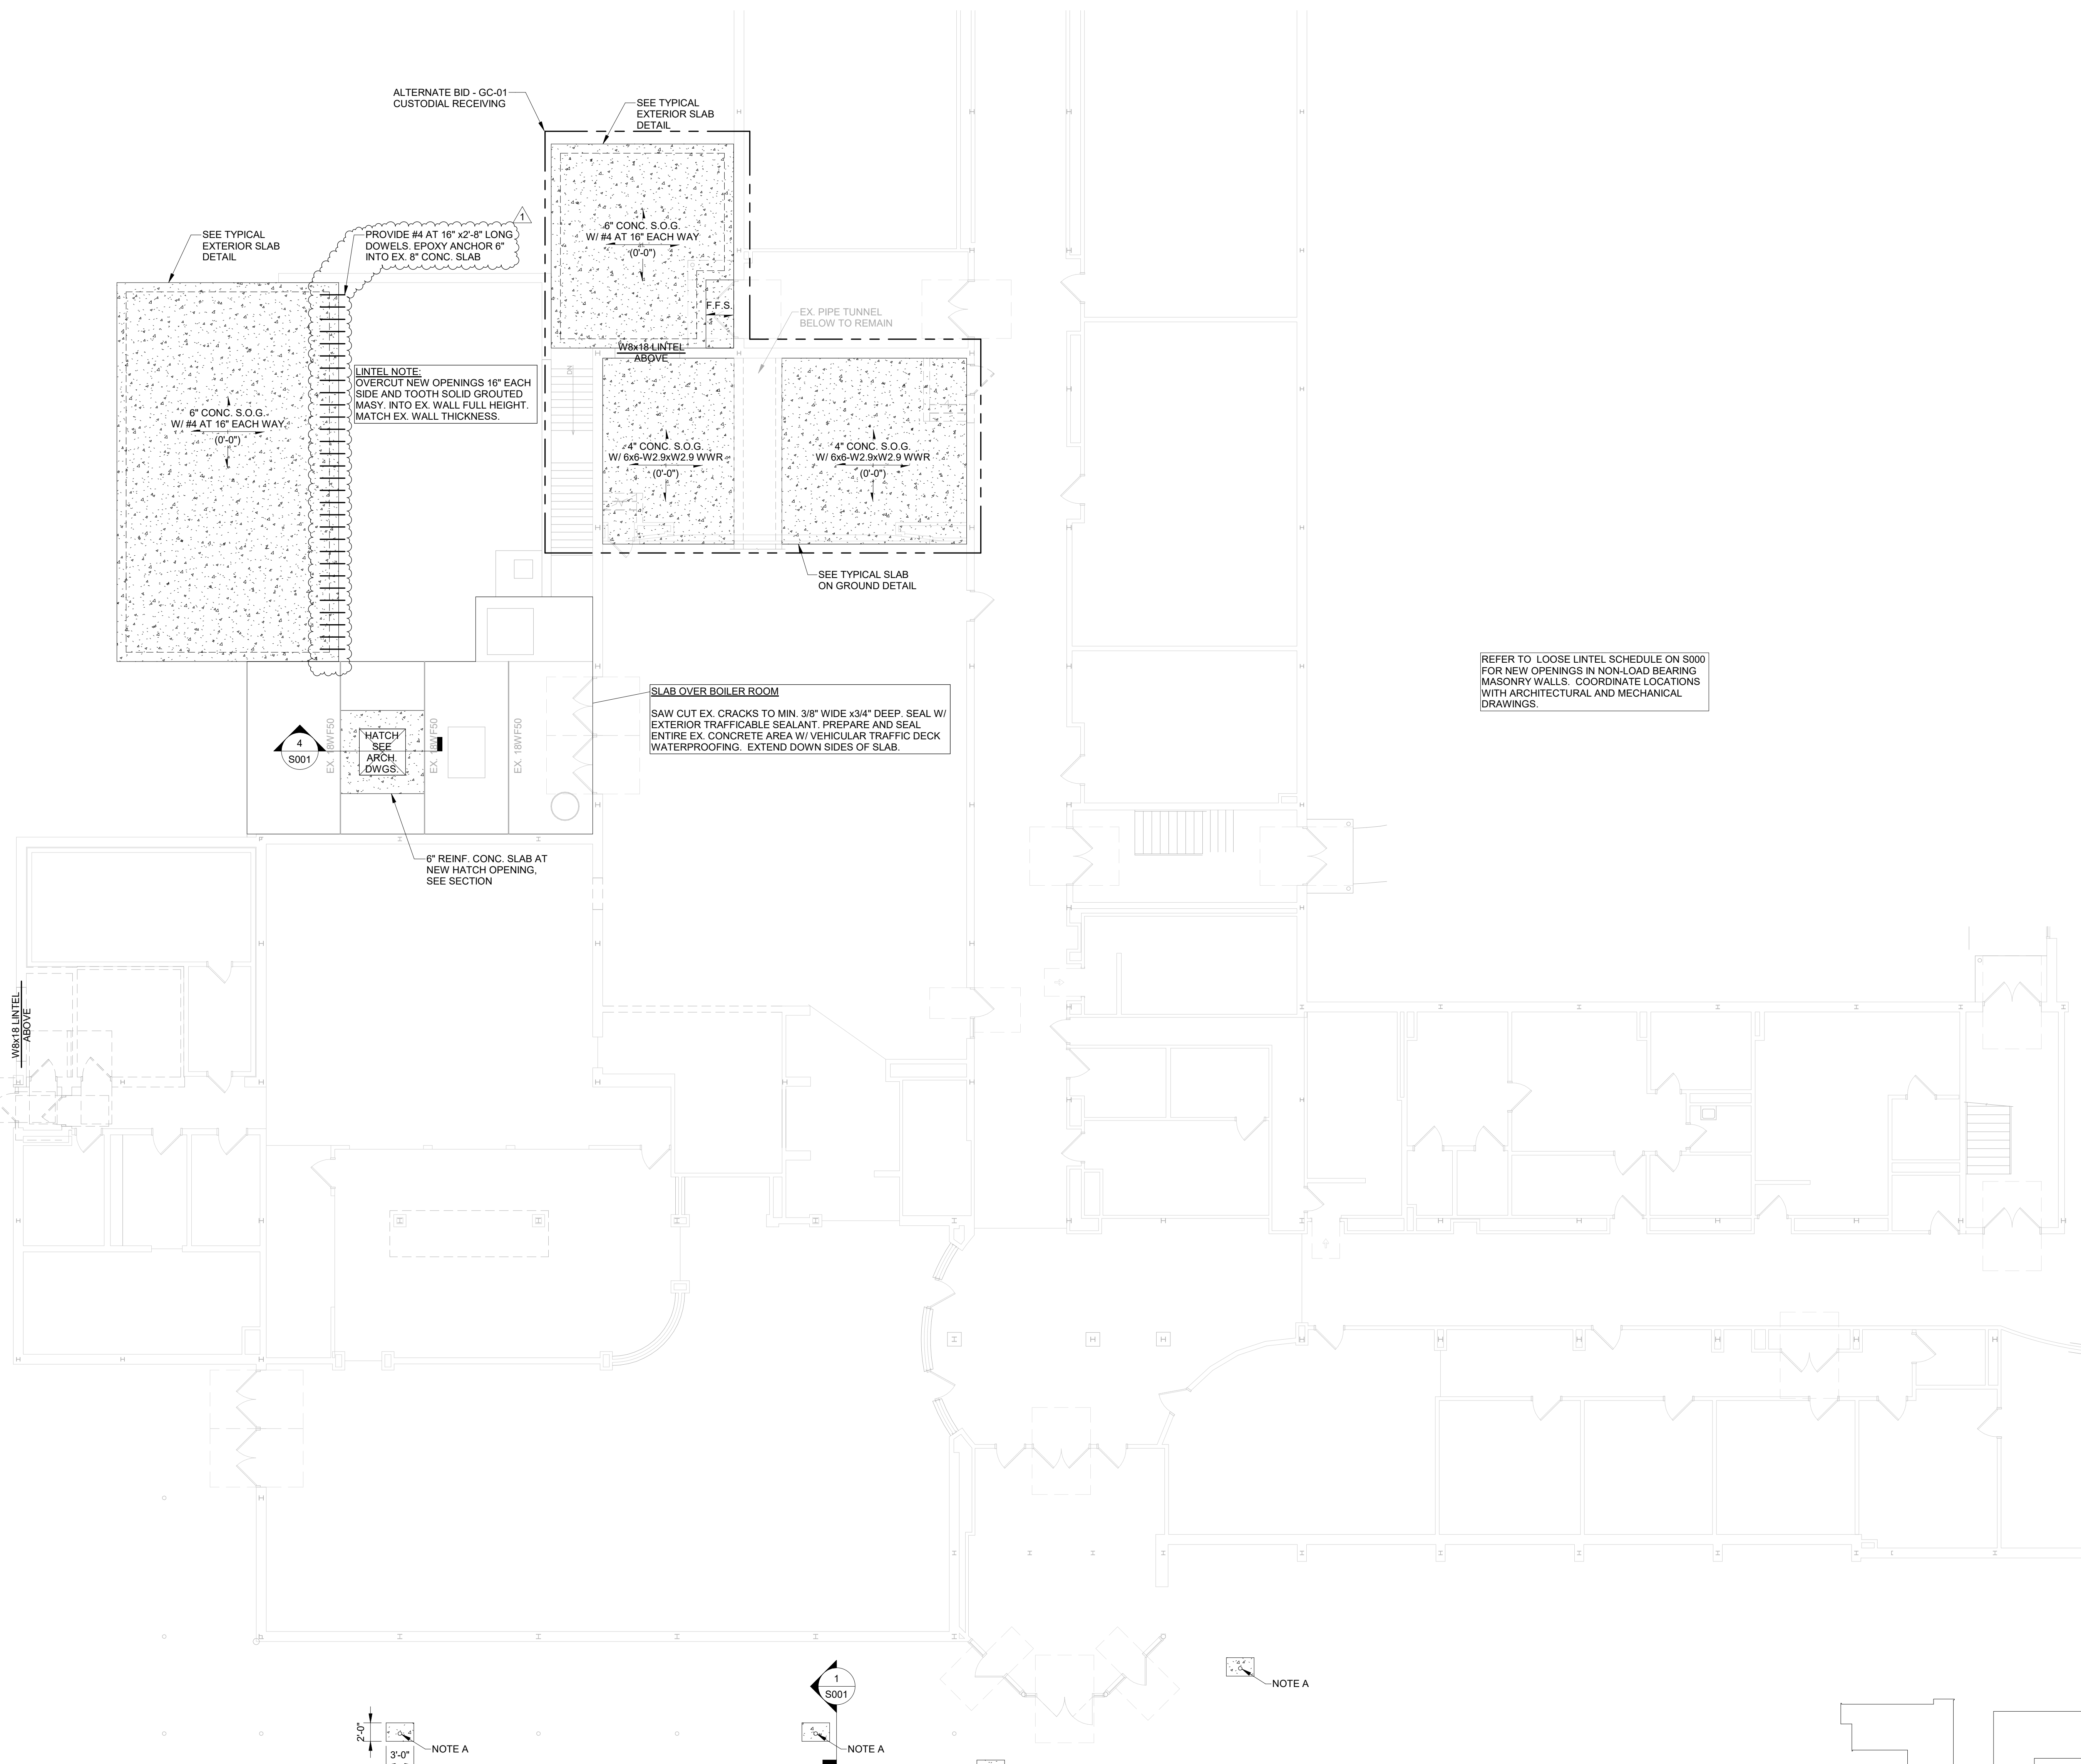 ALTERNATE BID - GC-01
CUSTODIAL RECEIVING
SEE TYPICAL
EXTERIOR SLAB
DETAIL
1
SEE TYPICAL
EXTERIOR SLAB
DETAIL
PROVIDE #4 AT 16" x2'-8" LONG
DOWELS. EPOXY ANCHOR 6"
INTO EX. 8" CONC. SLAB
6" CONC. S.O.G.
W/ #4 AT 16" EACH WAY
(0'-0")
F.F.S.
EX. PIPE TUNNEL
BELOW TO REMAIN
W8x18 LINTEL
ABOVE
DN
LINTEL NOTE:
OVERCUT NEW OPENINGS 16" EACH
SIDE AND TOOTH SOLID GROUTED
MASY. INTO EX. WALL FULL HEIGHT.
MATCH EX. WALL THICKNESS.
6" CONC. S.O.G.
W/ #4 AT 16" EACH WAY
(0'-0")
4" CONC. S.O.G.
W/ 6x6-W2.9xW2.9 WWR
(0'-0")
4" CONC. S.O.G.
W/ 6x6-W2.9xW2.9 WWR
(0'-0")
SEE TYPICAL SLAB
ON GROUND DETAIL
REFER TO LOOSE LINTEL SCHEDULE ON S000
FOR NEW OPENINGS IN NON-LOAD BEARING
MASONRY WALLS. COORDINATE LOCATIONS
WITH ARCHITECTURAL AND MECHANICAL
DRAWINGS.
SLAB OVER BOILER ROOM
SAW CUT EX. CRACKS TO MIN. 3/8" WIDE x3/4" DEEP. SEAL W/
EXTERIOR TRAFFICABLE SEALANT. PREPARE AND SEAL
ENTIRE EX. CONCRETE AREA W/ VEHICULAR TRAFFIC DECK
WATERPROOFING. EXTEND DOWN SIDES OF SLAB.
4
S001
EX. 18WF50
HATCH
SEE
ARCH.
DWGS.
EX. 18WF50
EX. 18WF50
6" REINF. CONC. SLAB AT
NEW HATCH OPENING,
SEE SECTION
W8x18 LINTEL
ABOVE
1
S001
NOTE A
2'-0"
NOTE A
3'-0"
NOTE A